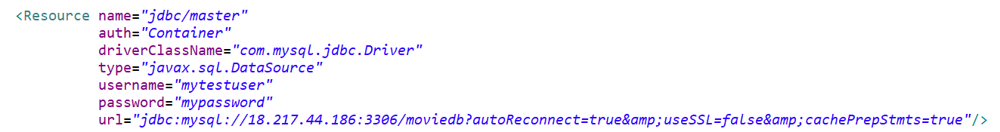 <Resource name="jdbc/master"
auth="Container"
driverClassName="com.mysql.jdbc.Driver"
type="javax.sql.DataSource"
username="mytestuser"
password="mypassword"
url="jdbc:mysql://18.217.44.186:3306/moviedb?autoReconnect=true&amp;useSSL=false&amp;cachePrepStmts=true"/>